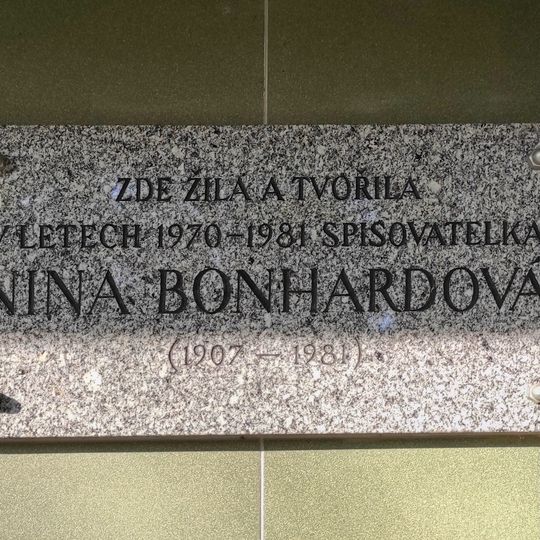 ZDE ŽILA A TVOŘILA
V LETECH 1970-1981 SPISOVATELKA
NINA BONHARDOVÁ
(1907 - 1981)